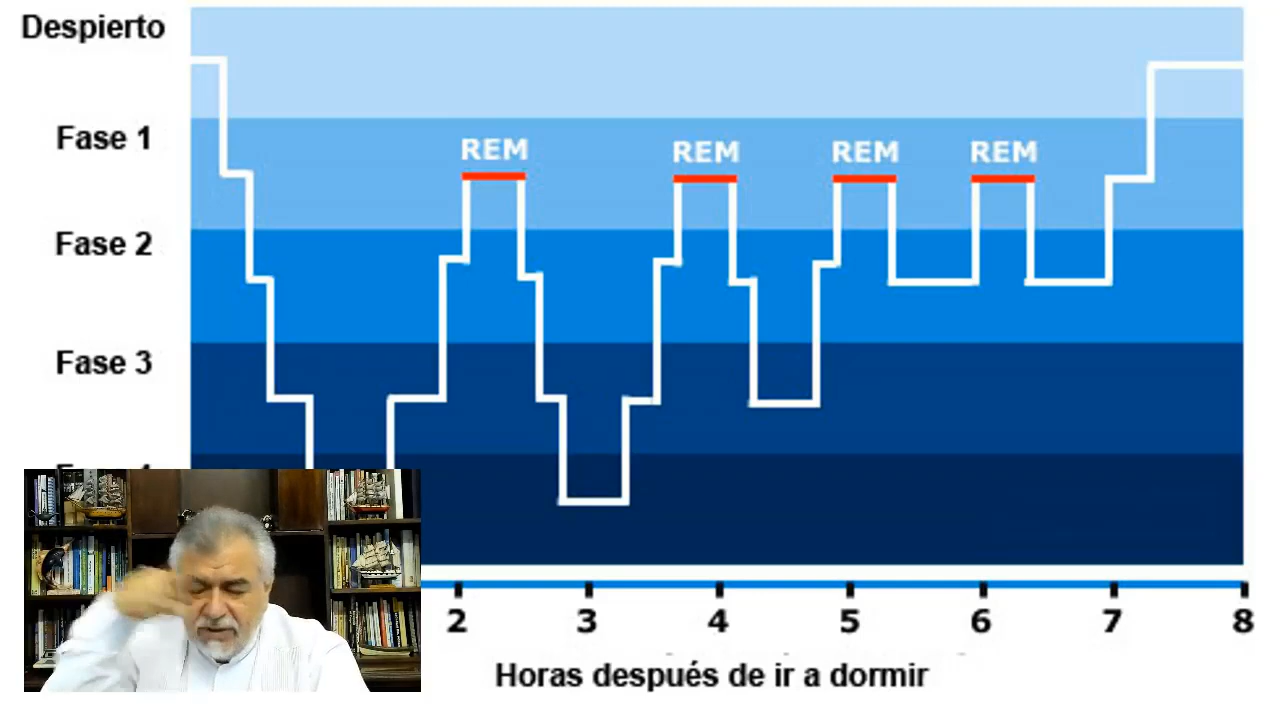 Despierto
Fase 1
REM REM REM REM
Fase 2
Fase 3
2 3 4 5 6 7 8
Horas después de ir a dormir